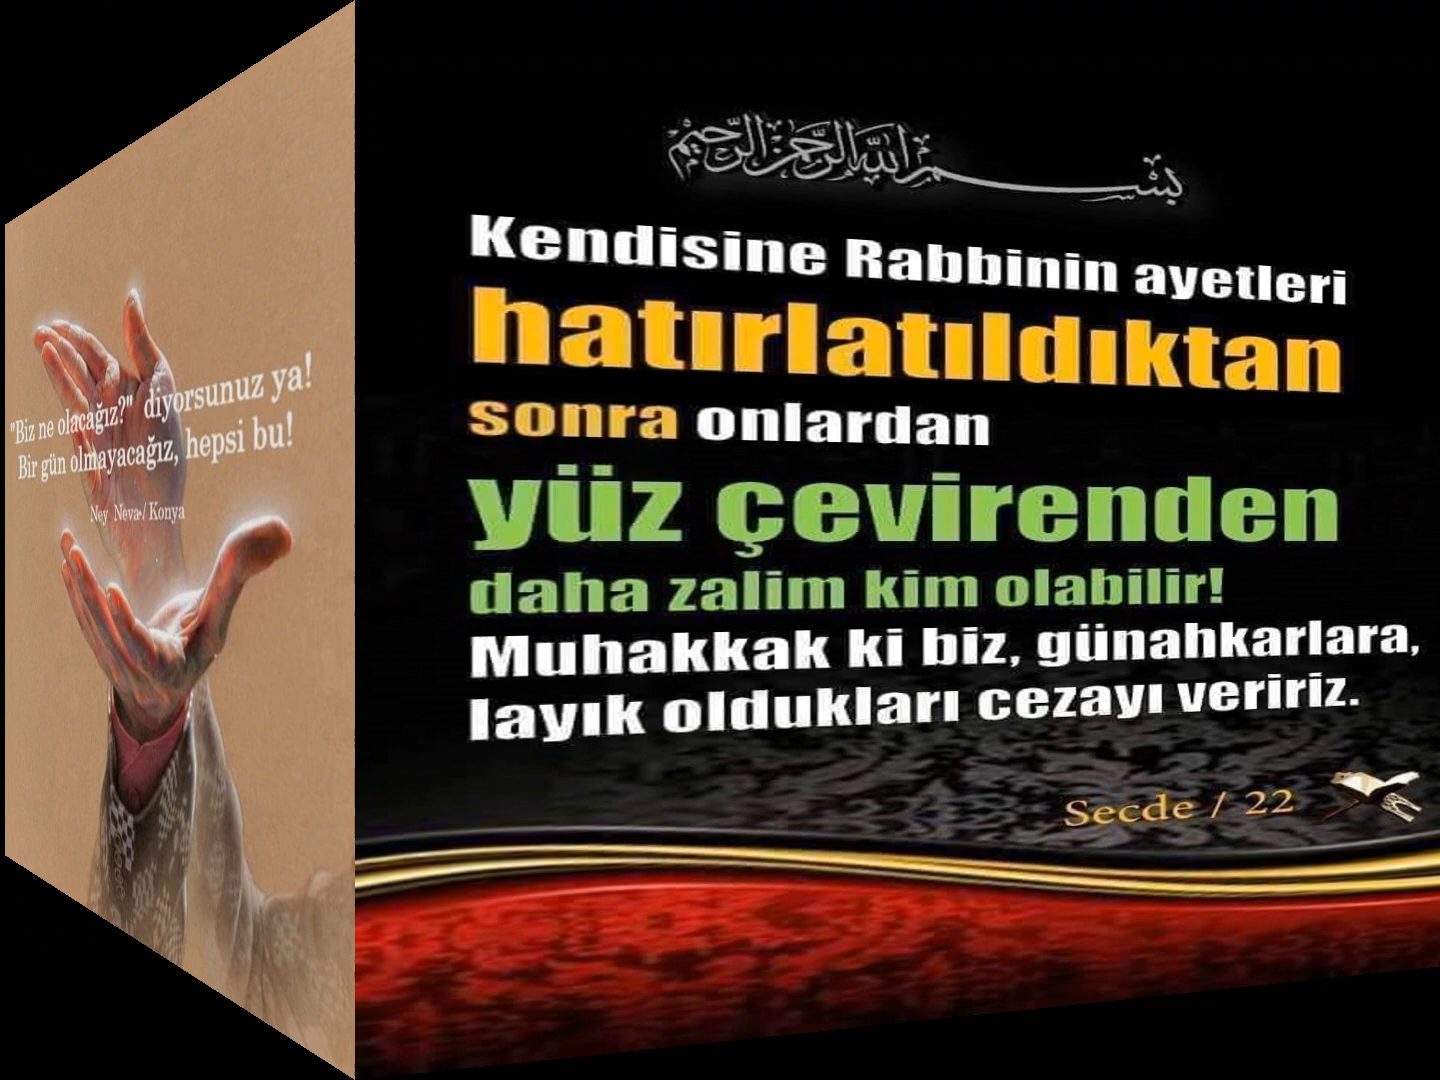 "Biz ne olacağız?" diyorsunuz ya!
Bir gün olmayacağız, hepsi bu!
Ney Neva-/ Konya
بسم الله الرحمن الرحيم
Kendisine Rabbinin ayetleri
hatırlatıldıktan
sonra onlardan
yüz çevirenden
daha zalim kim olabilir!
Muhakkak ki biz, günahkarlara,
layık oldukları cezayı veririz.
Secde / 22